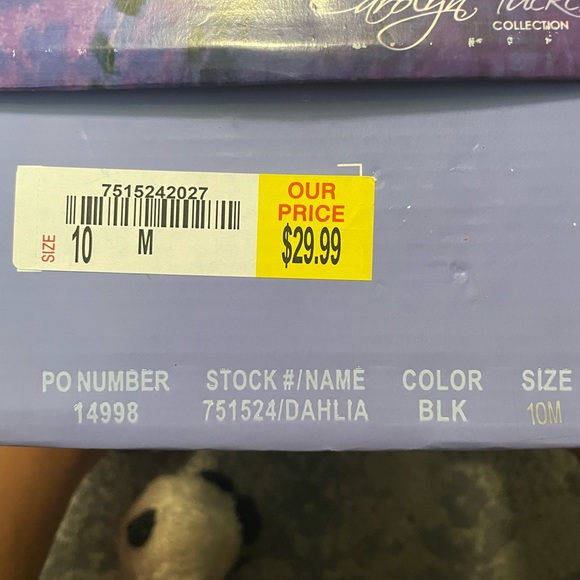 Carolyn
COLLECTION
7515242027
SIZE 10 M
OUR
PRICE
$29.99
PO NUMBER STOCK #/NAME COLOR SIZE
14998 751524/DAHLIA BLK 10M